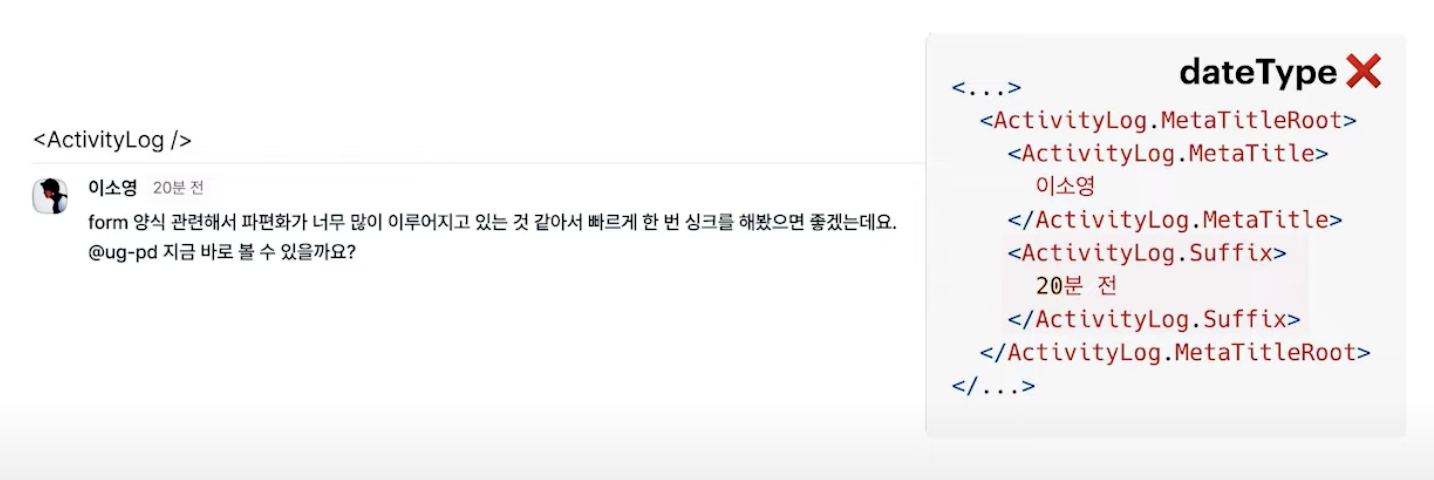 <ActivityLog />
이소영 20분 전
form 양식 관련해서 파편화가 너무 많이 이루어지고 있는 것 같아서 빠르게 한 번 싱크를 해봤으면 좋겠는데요.
@ug-pd 지금 바로 볼 수 있을까요?
dateType ❌
<...>
<ActivityLog.MetaTitleRoot>
<ActivityLog.MetaTitle>
이소영
</ActivityLog.MetaTitle>
<ActivityLog.Suffix>
20분 전
</ActivityLog.Suffix>
</ActivityLog.MetaTitleRoot>
</...>